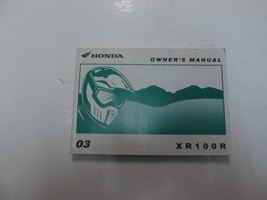 HONDA
OWNER'S MANUAL
03
XR100R